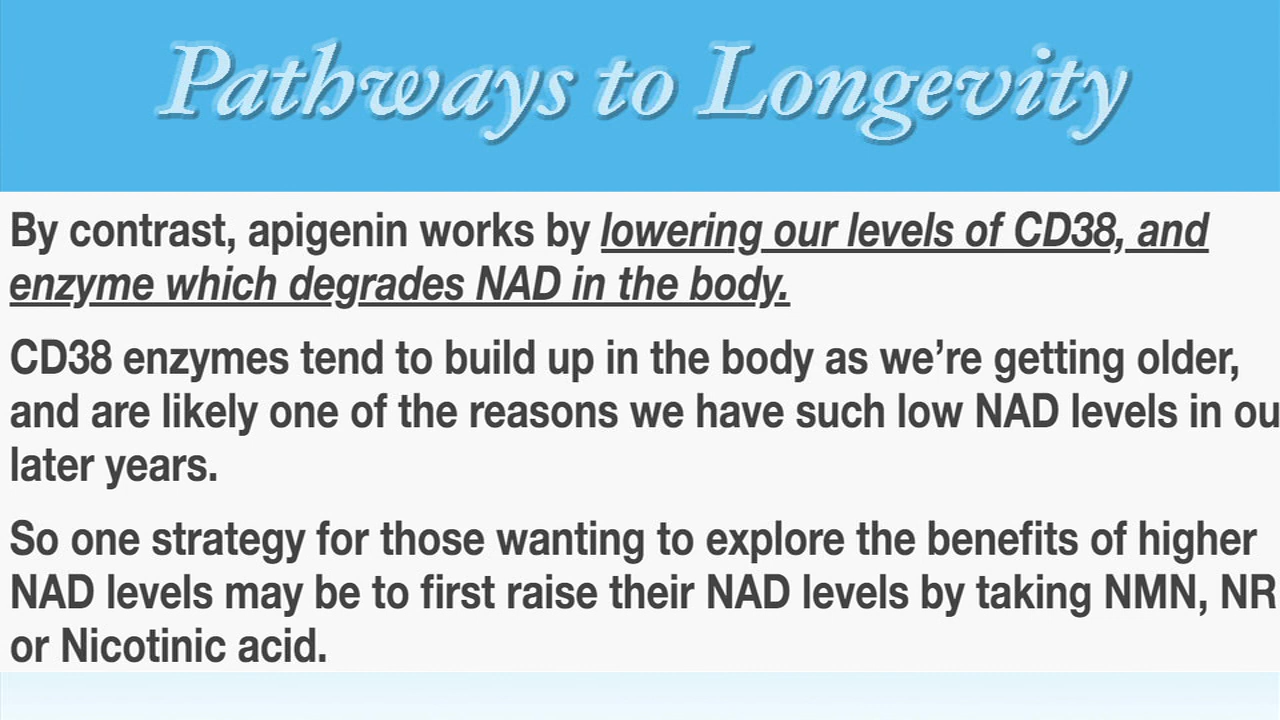 Pathways to Longevity
By contrast, apigenin works by lowering our levels of CD38, and
enzyme which degrades NAD in the body.
CD38 enzymes tend to build up in the body as we’re getting older,
and are likely one of the reasons we have such low NAD levels in ou
later years.
So one strategy for those wanting to explore the benefits of higher
NAD levels may be to first raise their NAD levels by taking NMN, NR
or Nicotinic acid.